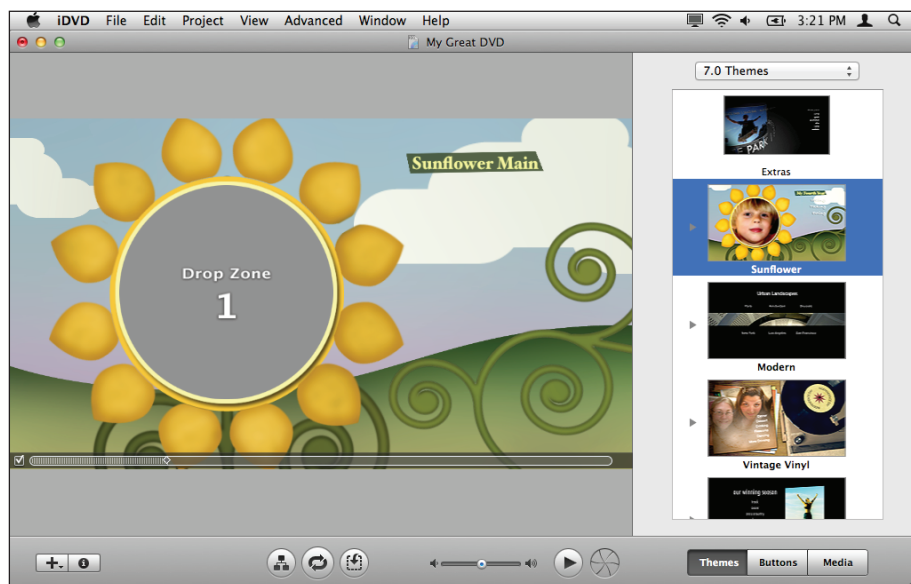 iDVD File Edit Project View Advanced Window Help 3:21 PM
My Great DVD
7.0 Themes
PARK
Extras
Sunflower Main
Sunflower
Drop Zone
1
Urban Landscapes
Modern
Vintage Vinyl
our winning season
Themes Buttons Media